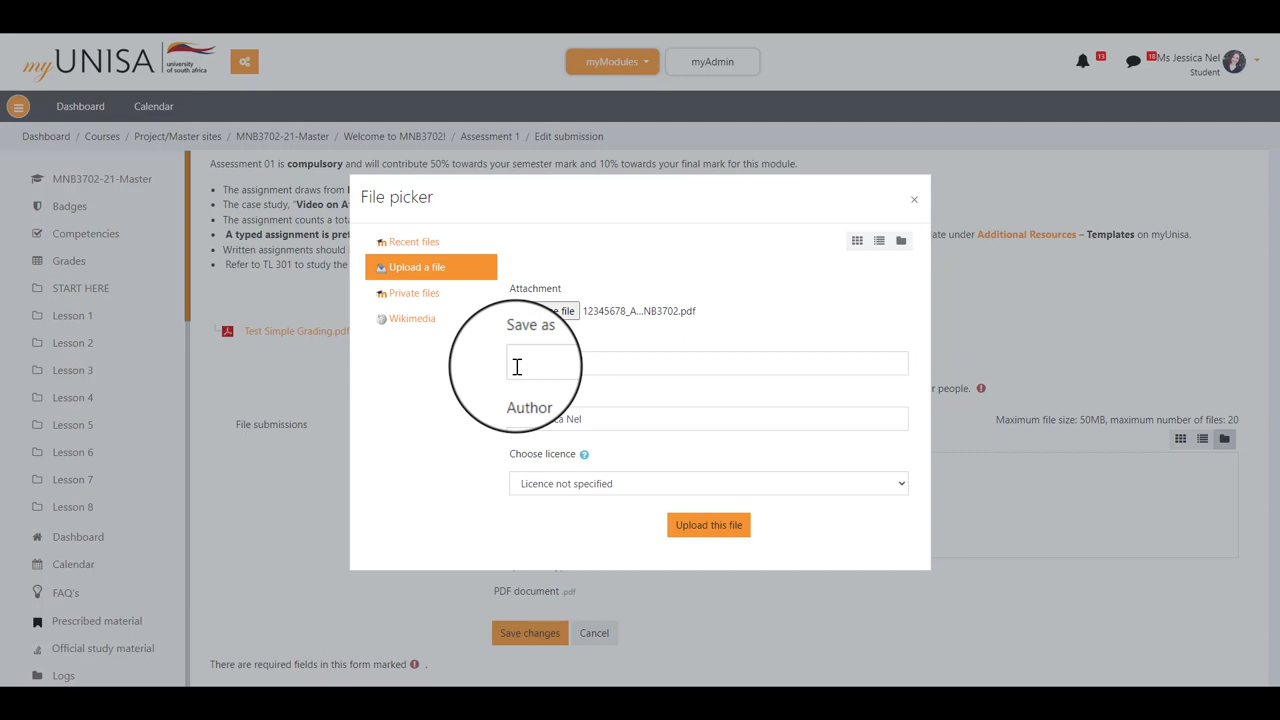 myUNISA
university
of south africa
myModules
myAdmin
13
18
Ms Jessica Nel
Student
Dashboard
Calendar
Dashboard
Courses
Project/Master sites
MNB3702-21-Master
Welcome to MNB3702!
Assessment 1
Edit submission
MNB3702-21-Master
Badges
Competencies
Grades
START HERE
Lesson 1
Lesson 2
Lesson 3
Lesson 4
Lesson 5
Lesson 6
Lesson 7
Lesson 8
Dashboard
Calendar
FAQ's
Prescribed material
Official study material
Logs
Assessment 01 is compulsory and will contribute 50% towards your semester mark and 10% towards your final mark for this module.
The assignment draws from
The case study, "Video on
The assignment counts a
A typed assignment is
under Additional Resources – Templates on myUnisa.
Written assignments should
Refer to TL 301 to study the
Test Simple Grading.pdf
people.
File submissions
Maximum file size: 50MB, maximum number of files: 20
File picker
×
Recent files
Upload a file
Private files
Wikimedia
Attachment
file 12345678_A...NB3702.pdf
Save as
Author
Nel
Choose licence ?
Licence not specified
Upload this file
PDF document .pdf
Save changes
Cancel
There are required fields in this form marked .